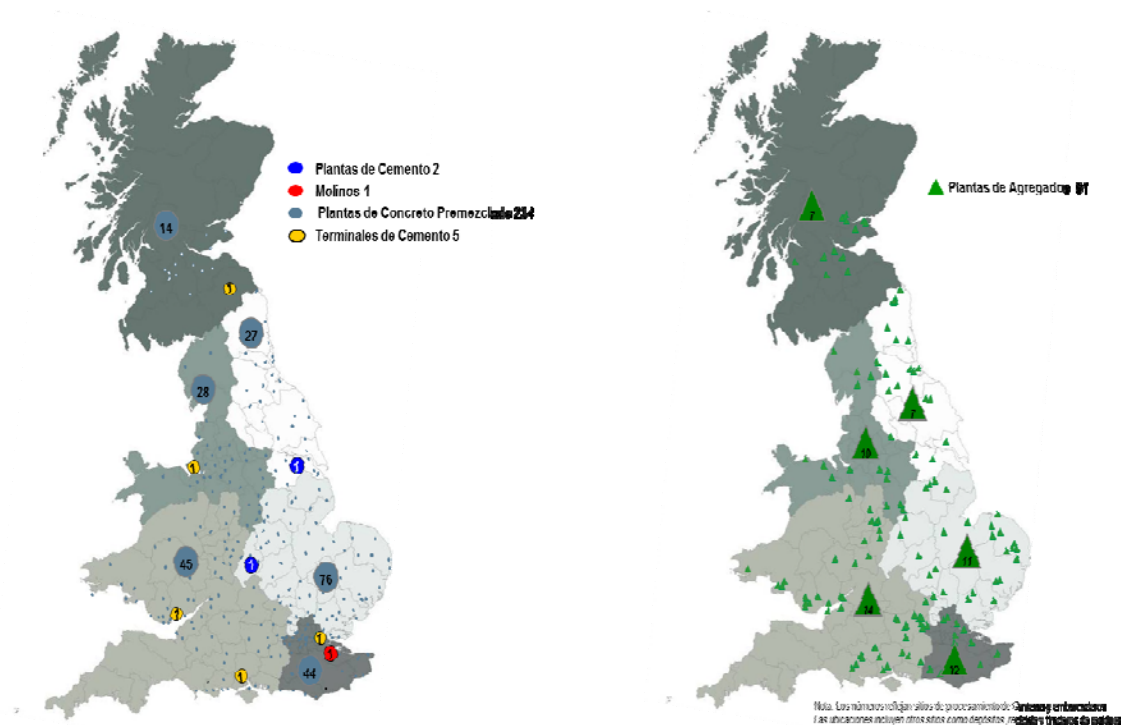 Plantas de Cemento 2
Molinos 1
Plantas de Concreto Premezclado 234
Terminales de Cemento 5
14
1
27
28
1
1
45
1
76
1
1
1
1
44
Plantas de Agregados
7
7
10
11
14
12
Nota. Los números reflejan sitios de procesamiento de
Las ubicaciones incluyen otros sitios como depósitos,